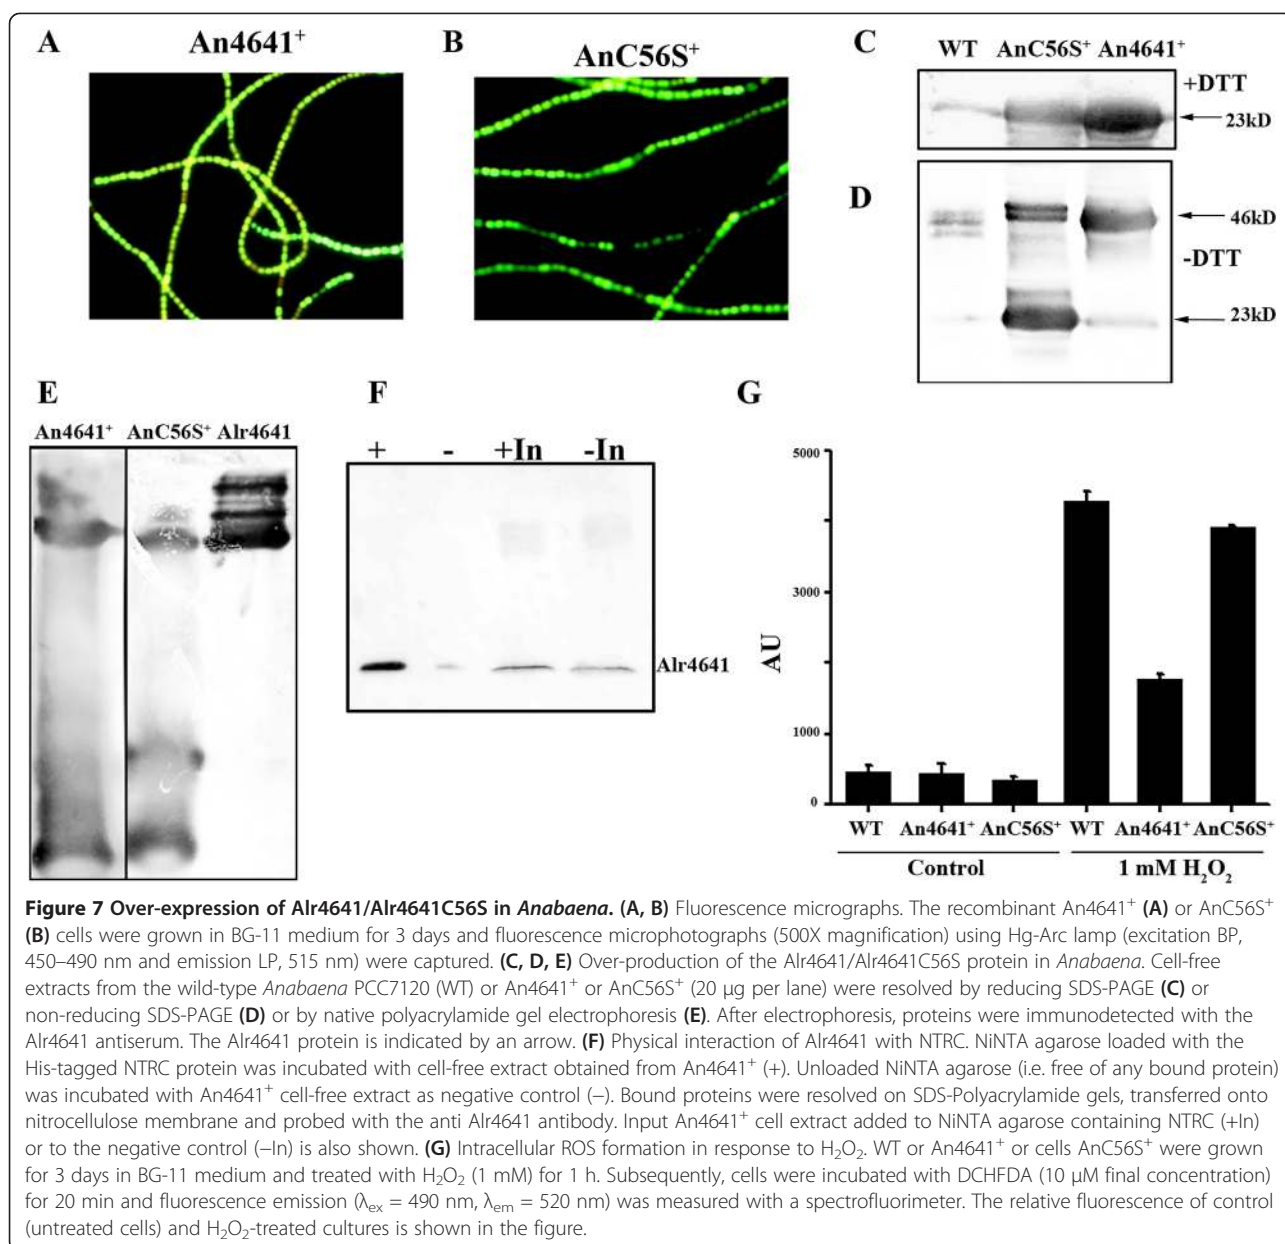 A
An4641⁺
B
AnC56S⁺
C
WT AnC56S⁺ An4641⁺
+DTT
23kD
D
46kD
-DTT
23kD
E
An4641⁺ AnC56S⁺ Alr4641
F
+ - +In -In
Alr4641
G
5000
3000
1000
0
AU
WT An4641⁺ AnC56S⁺ WT An4641⁺ AnC56S⁺
Control 1 mM H₂O₂
Figure 7 Over-expression of Alr4641/Alr4641C56S in Anabaena. (A, B) Fluorescence micrographs. The recombinant An4641⁺ (A) or AnC56S⁺
(B) cells were grown in BG-11 medium for 3 days and fluorescence microphotographs (500X magnification) using Hg-Arc lamp (excitation BP,
450–490 nm and emission LP, 515 nm) were captured. (C, D, E) Over-production of the Alr4641/Alr4641C56S protein in Anabaena. Cell-free
extracts from the wild-type Anabaena PCC7120 (WT) or An4641⁺ or AnC56S⁺ (20 μg per lane) were resolved by reducing SDS-PAGE (C) or
non-reducing SDS-PAGE (D) or by native polyacrylamide gel electrophoresis (E). After electrophoresis, proteins were immunodetected with the
Alr4641 antiserum. The Alr4641 protein is indicated by an arrow. (F) Physical interaction of Alr4641 with NTRC. NiNTA agarose loaded with the
His-tagged NTRC protein was incubated with cell-free extract obtained from An4641⁺ (+). Unloaded NiNTA agarose (i.e. free of any bound protein)
was incubated with An4641⁺ cell-free extract as negative control (−). Bound proteins were resolved on SDS-Polyacrylamide gels, transferred onto
nitrocellulose membrane and probed with the anti Alr4641 antibody. Input An4641⁺ cell extract added to NiNTA agarose containing NTRC (+In)
or to the negative control (−In) is also shown. (G) Intracellular ROS formation in response to H₂O₂. WT or An4641⁺ or cells AnC56S⁺ were grown
for 3 days in BG-11 medium and treated with H₂O₂ (1 mM) for 1 h. Subsequently, cells were incubated with DCHFDA (10 μM final concentration)
for 20 min and fluorescence emission (λₑₓ = 490 nm, λₑₘ = 520 nm) was measured with a spectrofluorimeter. The relative fluorescence of control
(untreated cells) and H₂O₂-treated cultures is shown in the figure.